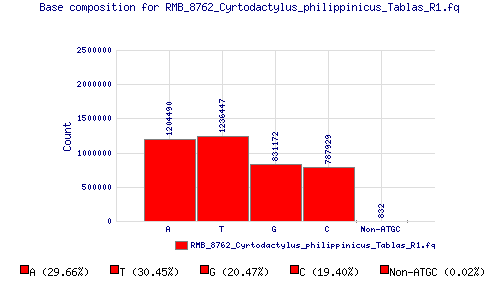 Base composition for RMB_8762_Cyrtodactylus_philippinicus_Tablas_R1.fq
2500000
2000000
1500000
1000000
500000
0
Count
1204490
1236447
831172
787929
832
A T G C Non-ATGC
RMB_8762_Cyrtodactylus_philippinicus_Tablas_R1.fq
A (29.66%) T (30.45%) G (20.47%) C (19.40%) Non-ATGC (0.02%)